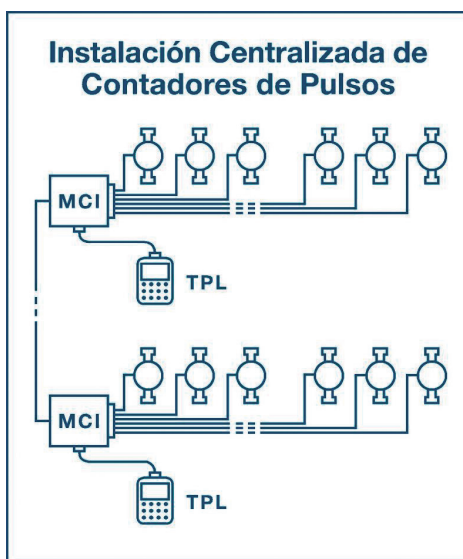 Instalación Centralizada de
Contadores de Pulsos
MCI
TPL
MCI
TPL